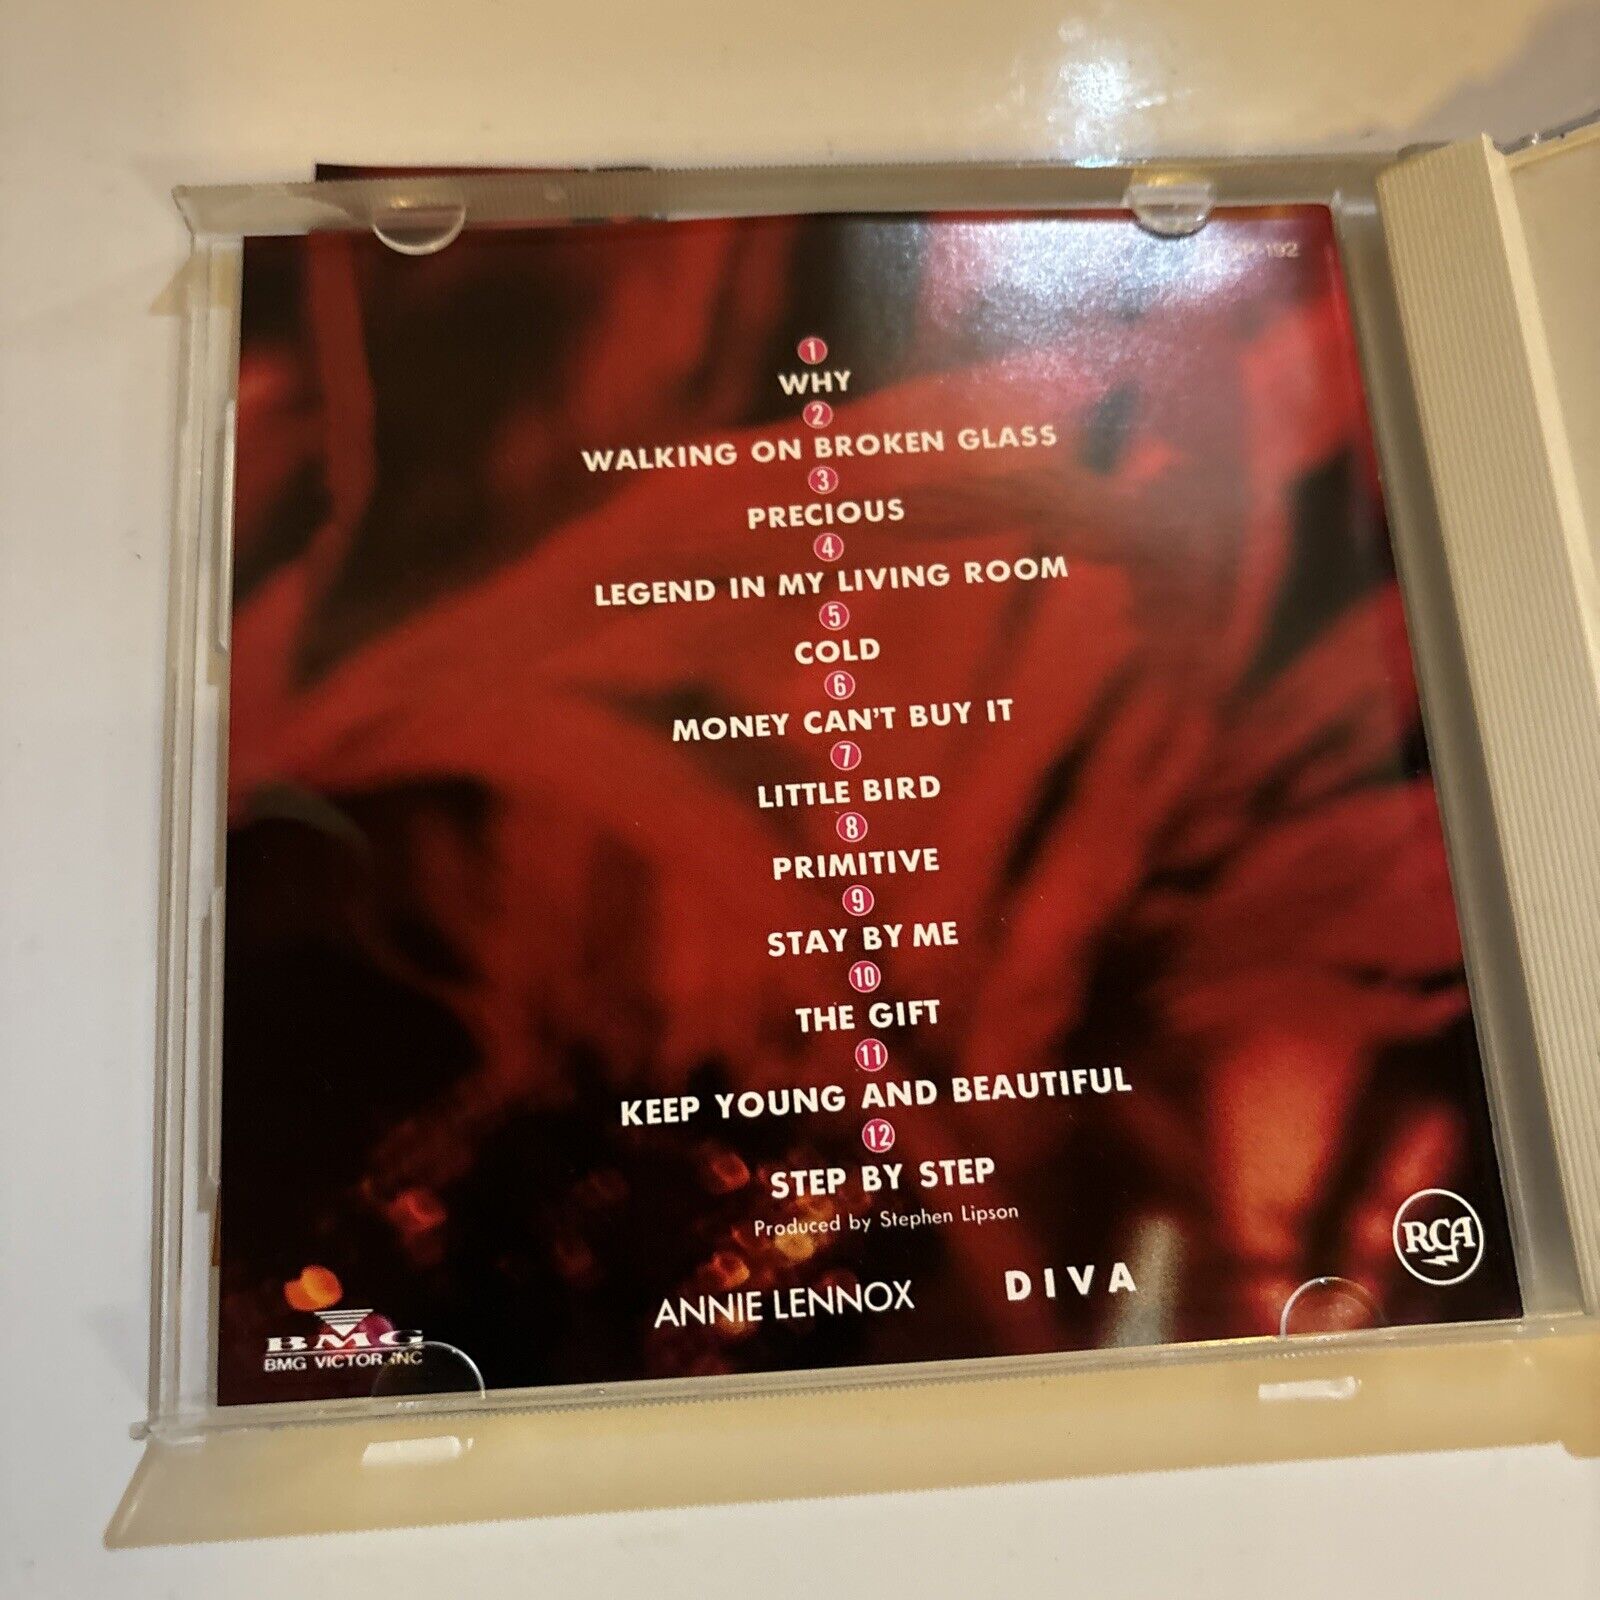 192
1
WHY
2
WALKING ON BROKEN GLASS
3
PRECIOUS
4
LEGEND IN MY LIVING ROOM
5
COLD
6
MONEY CAN'T BUY IT
7
LITTLE BIRD
8
PRIMITIVE
9
STAY BY ME
10
THE GIFT
11
KEEP YOUNG AND BEAUTIFUL
12
STEP BY STEP
Produced by Stephen Lipson
ANNIE LENNOX DIVA
RCA
BMG
BMG VICTOR INC